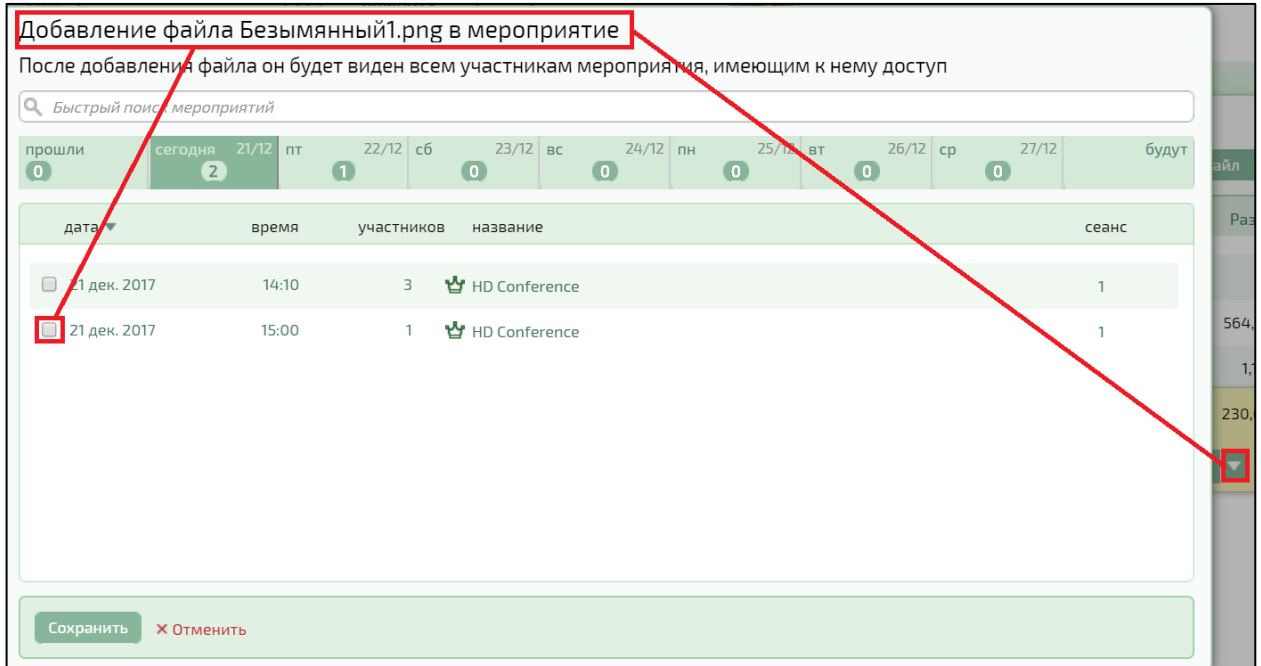 Добавление файла Безымянный1.png в мероприятие
После добавления файла он будет виден всем участникам мероприятия, имеющим к нему доступ
Быстрый поиск мероприятий
прошли сегодня 21/12 пт 22/12 сб 23/12 вс 24/12 пн 25/12 вт 26/12 ср 27/12 будут
0 2 1 0 0 0 0 0
айл
Раз
дата время участников название сеанс
21 дек. 2017 14:10 3 HD Conference 1
564,
21 дек. 2017 15:00 1 HD Conference 1
230,
Сохранить Отменить